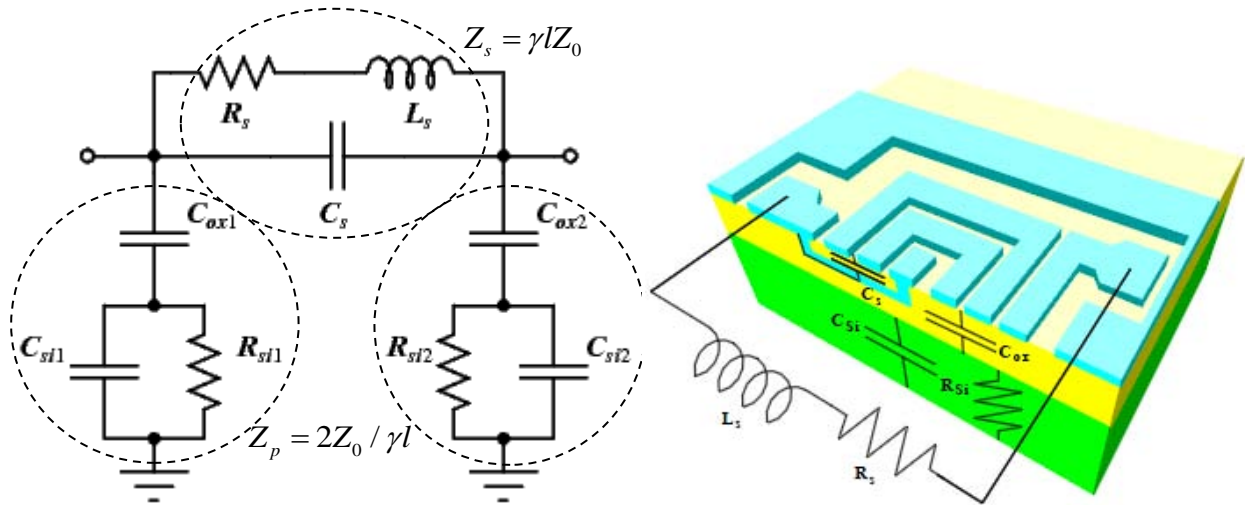 Z_s = γlZ_0
R_s
L_s
C_s
C_ox1
C_ox2
C_si1
R_si1
R_si2
C_si2
Z_p = 2Z_0 / γl
C_s
C_Si
C_ox
R_Si
L_s
R_s